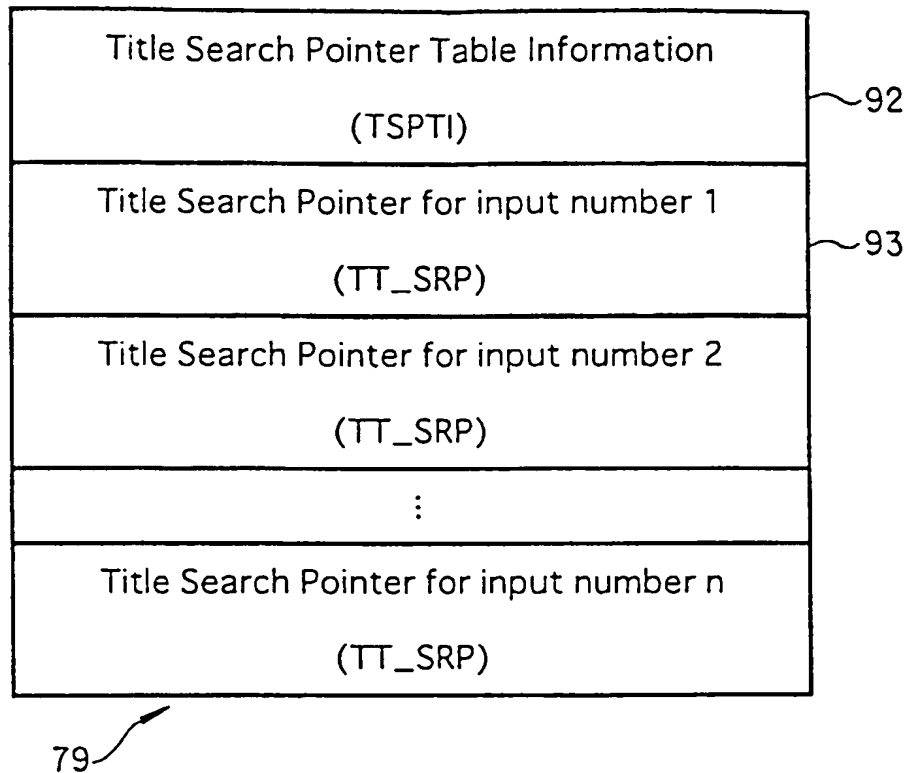 Title Search Pointer Table Information
(TSPTI)
92
Title Search Pointer for input number 1
(TT_SRP)
93
Title Search Pointer for input number 2
(TT_SRP)
⋮
Title Search Pointer for input number n
(TT_SRP)
79